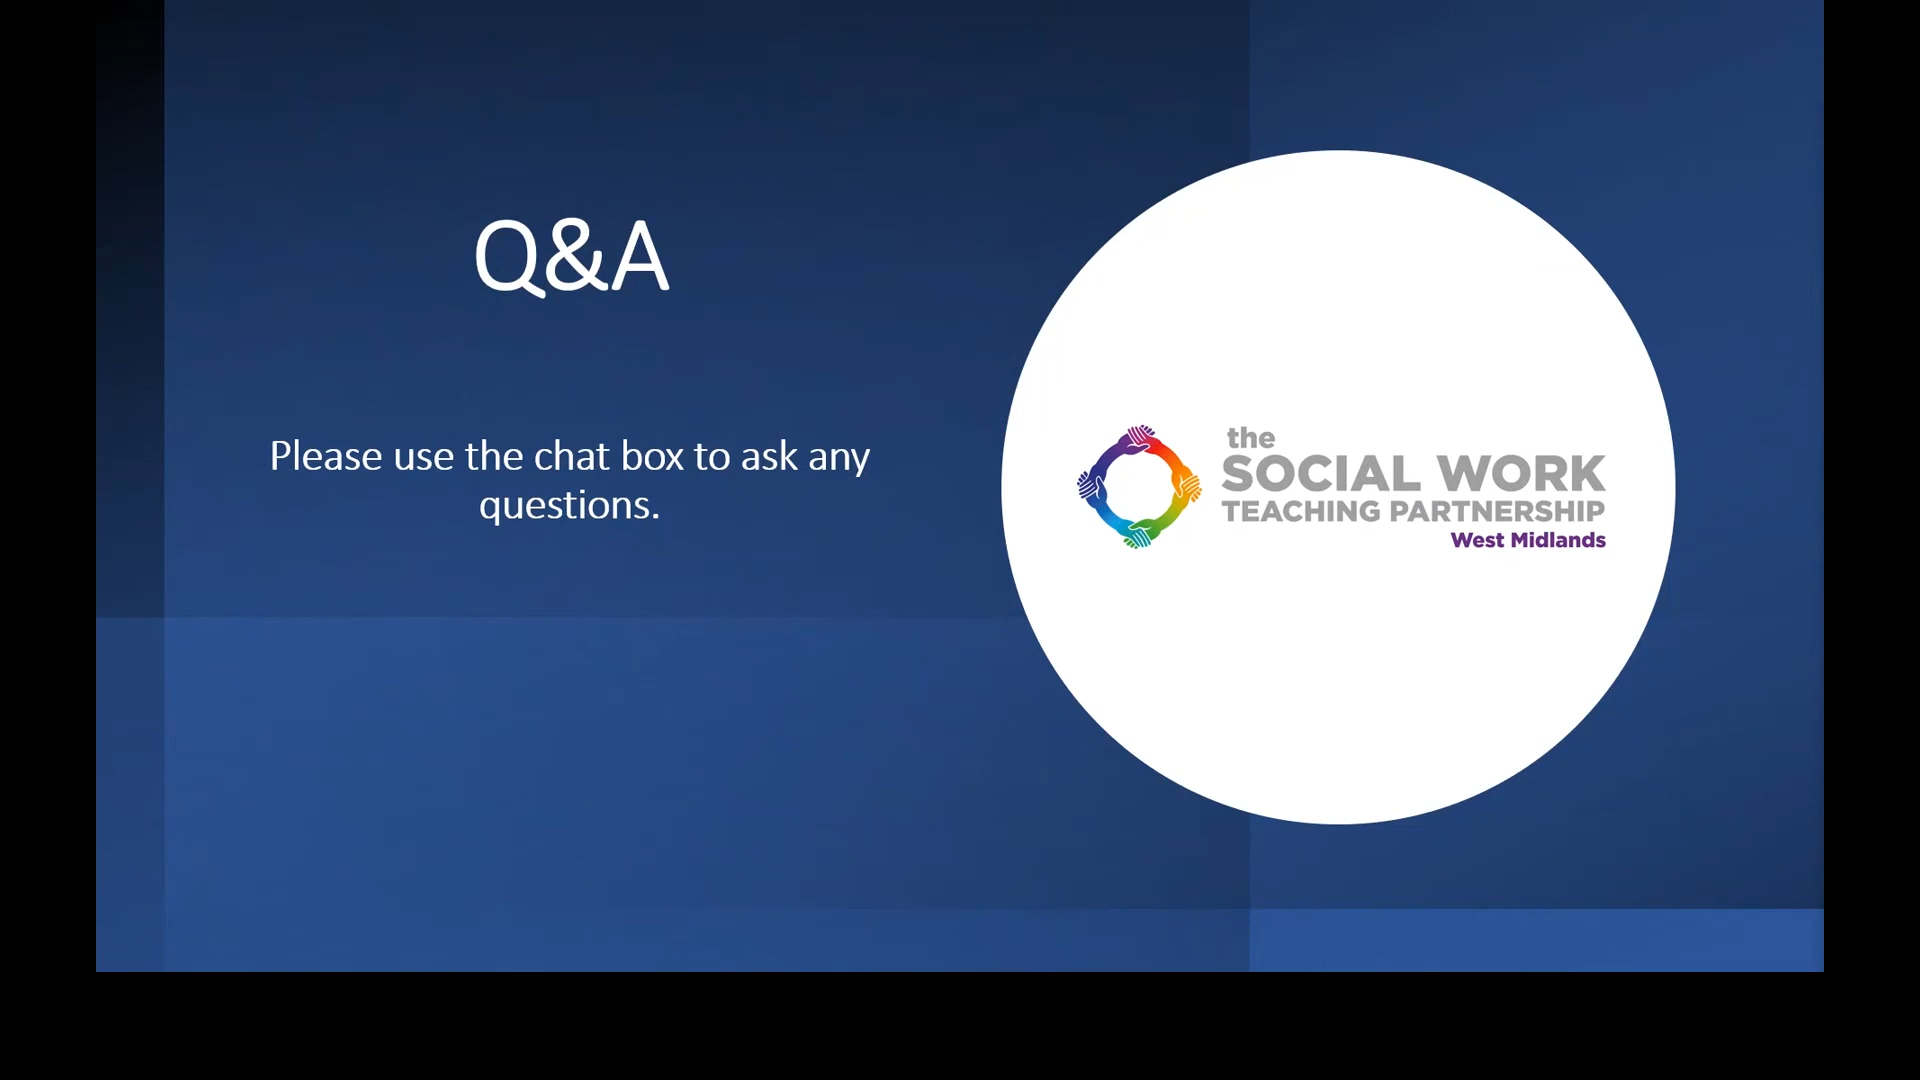 Q&A
Please use the chat box to ask any
questions.
the
SOCIAL WORK
TEACHING PARTNERSHIP
West Midlands